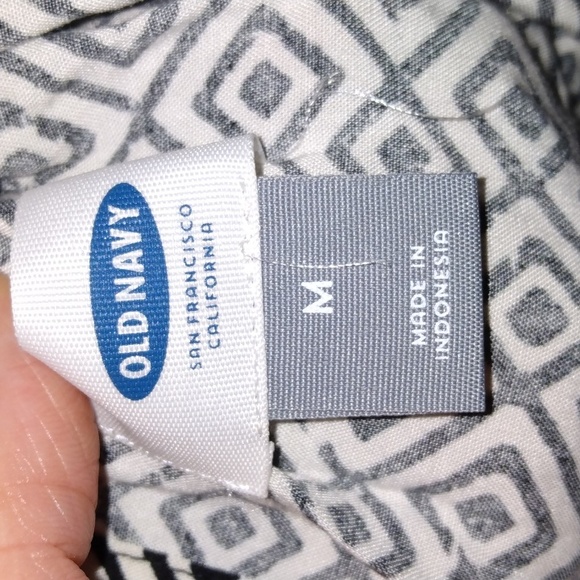 OLD NAVY
SAN FRANCISCO
CALIFORNIA
M
MADE IN
INDONESIA